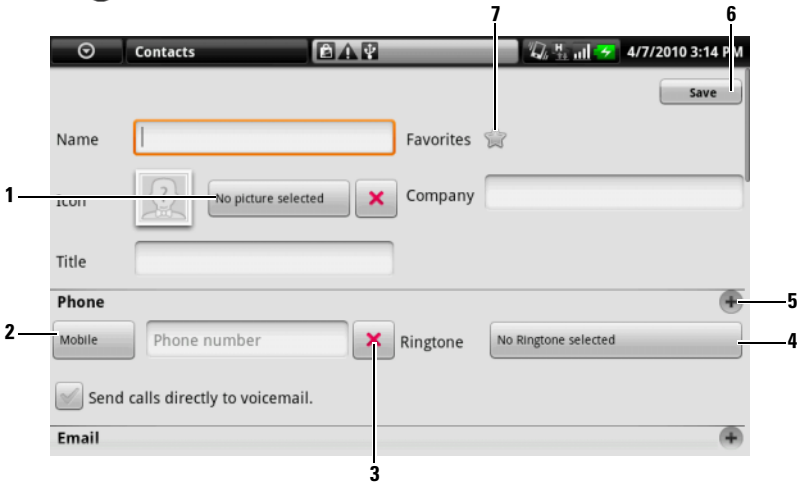 7 6
Contacts 4/7/2010 3:14 PM
Save
Name Favorites
1 Icon No picture selected Company
Title
Phone 5
2 Mobile Phone number Ringtone No Ringtone selected 4
Send calls directly to voicemail.
Email
3